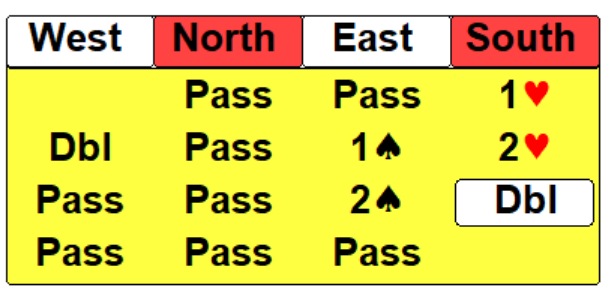 West North East South
Pass Pass 1♥
Dbl Pass 1♠ 2♥
Pass Pass 2♠ Dbl
Pass Pass Pass